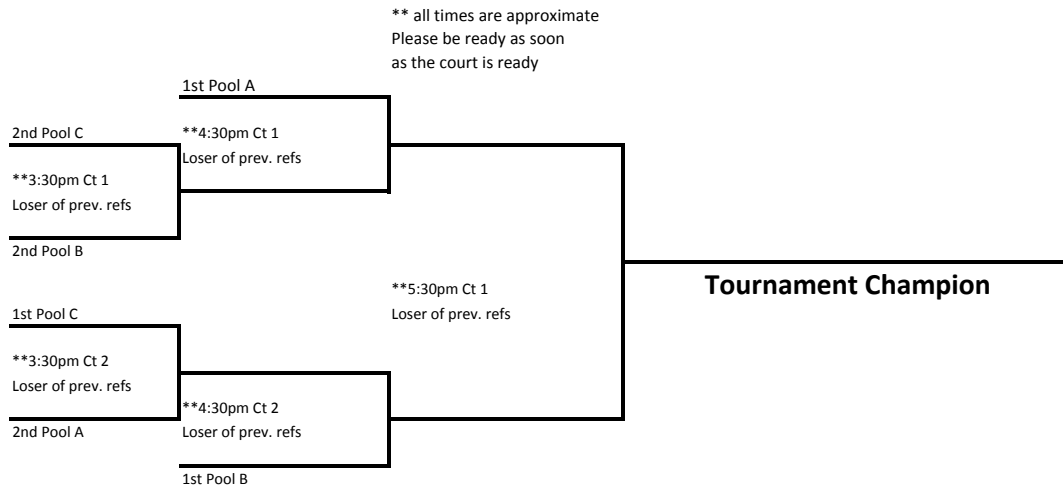 ** all times are approximate
Please be ready as soon
as the court is ready
1st Pool A
2nd Pool C
**4:30pm Ct 1
Loser of prev. refs
**3:30pm Ct 1
Loser of prev. refs
2nd Pool B
**5:30pm Ct 1
Loser of prev. refs
Tournament Champion
1st Pool C
**3:30pm Ct 2
Loser of prev. refs
**4:30pm Ct 2
Loser of prev. refs
2nd Pool A
1st Pool B